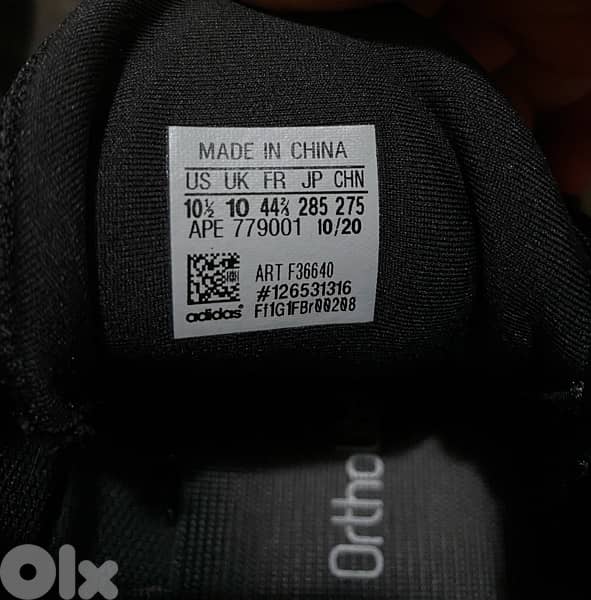 MADE IN CHINA
US UK FR JP CHN
10½ 10 44⅔ 285 275
APE 779001 10/20
ART F36640
#126531316
adidas Ff1G1FBr00208
Ortho
OLX